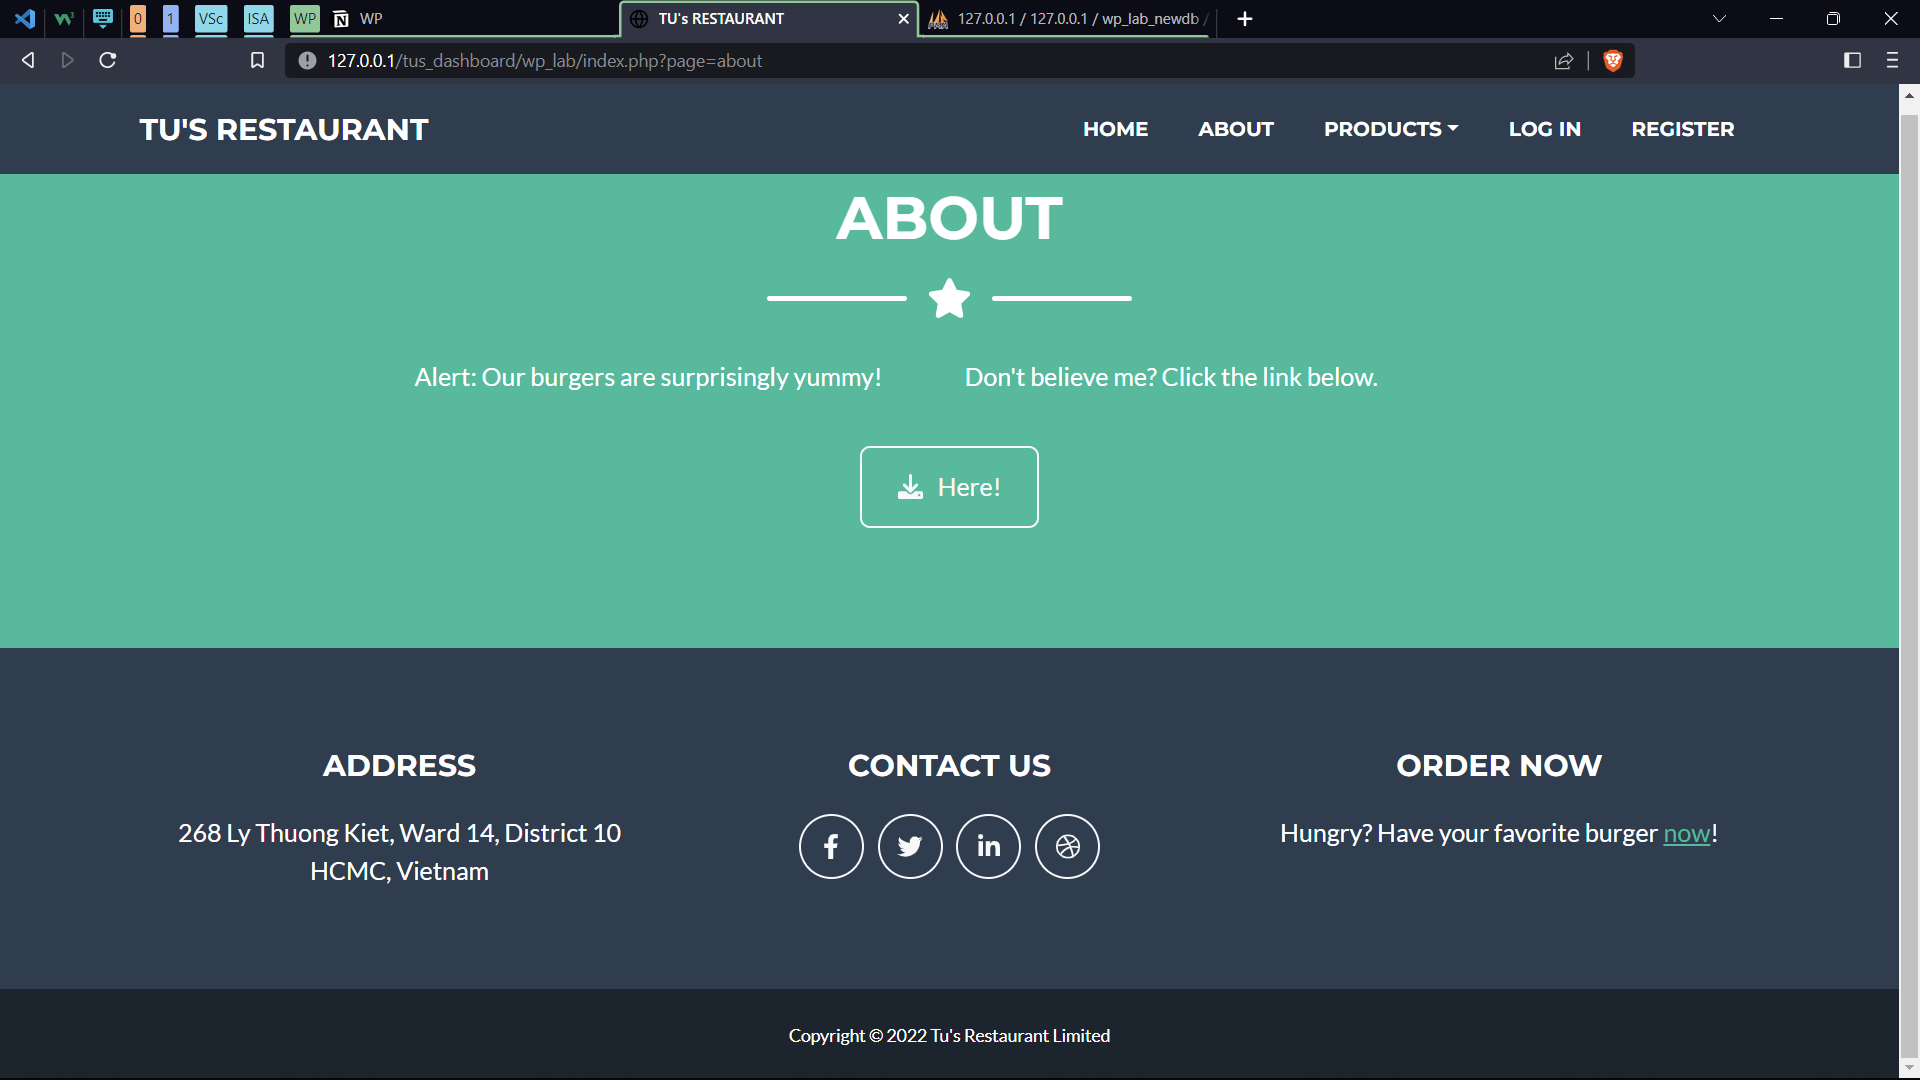 0
1
VSc
ISA
WP
WP
TU's RESTAURANT
127.0.0.1 / 127.0.0.1 / wp_lab_newdb /
127.0.0.1/tus_dashboard/wp_lab/index.php?page=about
TU'S RESTAURANT
HOME
ABOUT
PRODUCTS
LOG IN
REGISTER
ABOUT
Alert: Our burgers are surprisingly yummy!
Don't believe me? Click the link below.
Here!
ADDRESS
268 Ly Thuong Kiet, Ward 14, District 10
HCMC, Vietnam
CONTACT US
ORDER NOW
Hungry? Have your favorite burger now!
Copyright © 2022 Tu's Restaurant Limited